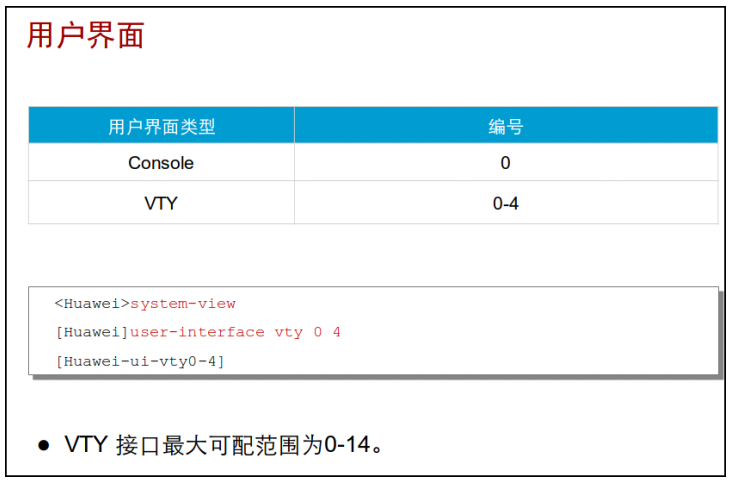 用户界面
用户界面类型 编号
Console 0
VTY 0-4
<Huawei>system-view
[Huawei]user-interface vty 0 4
[Huawei-ui-vty0-4]
● VTY 接口最大可配范围为0-14。